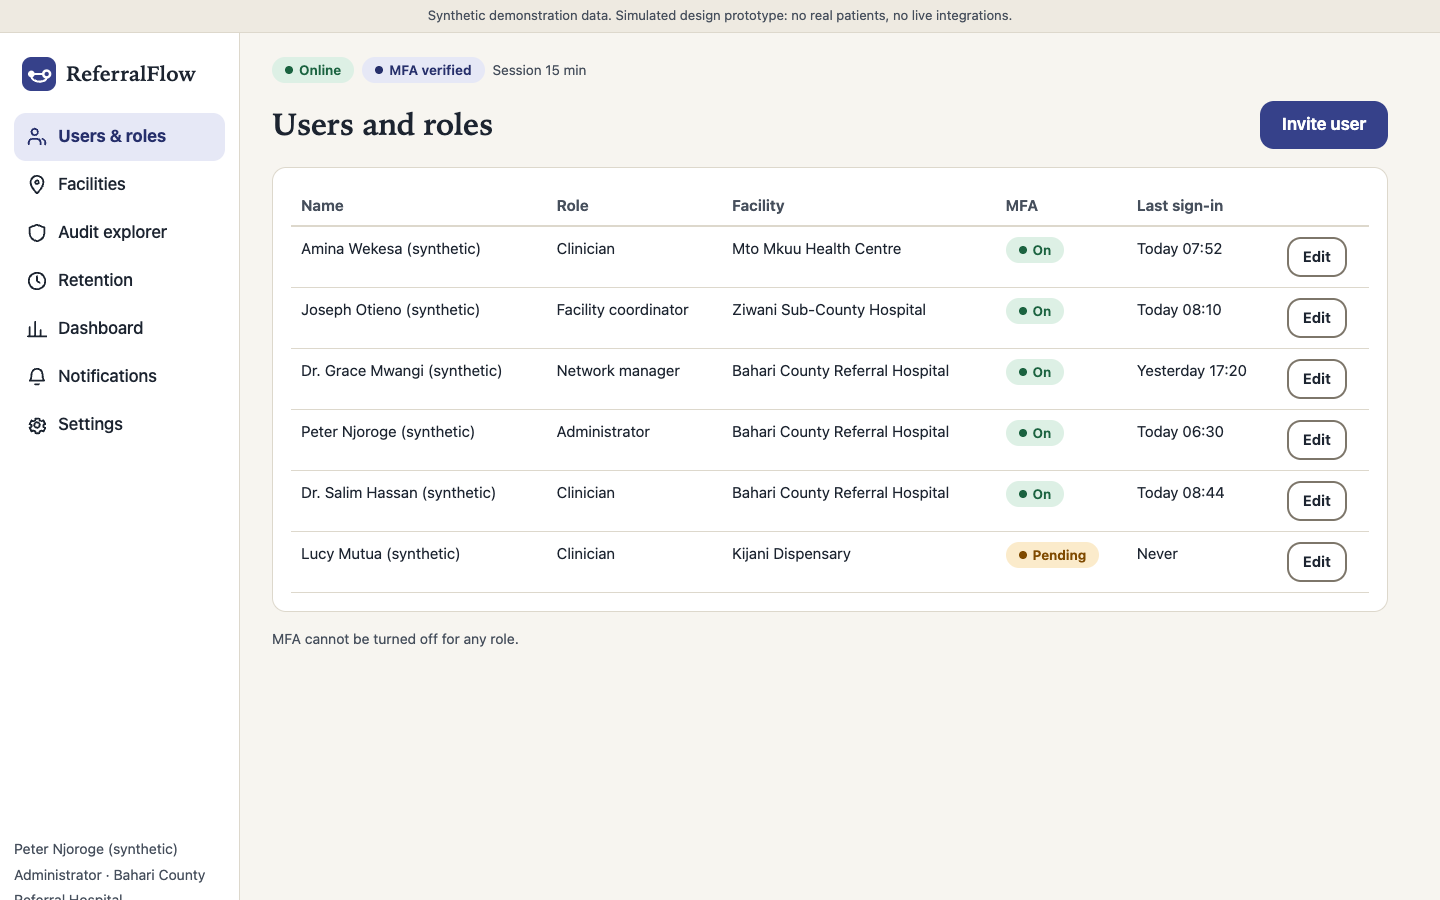 Synthetic demonstration data. Simulated design prototype: no real patients, no live integrations.
ReferralFlow
Users & roles
Facilities
Audit explorer
Retention
Dashboard
Notifications
Settings
Peter Njoroge (synthetic)
Administrator · Bahari County
Referral Hospital
Online MFA verified Session 15 min
Users and roles
Invite user
Name Role Facility MFA Last sign-in
Amina Wekesa (synthetic) Clinician Mto Mkuu Health Centre On Today 07:52 Edit
Joseph Otieno (synthetic) Facility coordinator Ziwani Sub-County Hospital On Today 08:10 Edit
Dr. Grace Mwangi (synthetic) Network manager Bahari County Referral Hospital On Yesterday 17:20 Edit
Peter Njoroge (synthetic) Administrator Bahari County Referral Hospital On Today 06:30 Edit
Dr. Salim Hassan (synthetic) Clinician Bahari County Referral Hospital On Today 08:44 Edit
Lucy Mutua (synthetic) Clinician Kijani Dispensary Pending Never Edit
MFA cannot be turned off for any role.